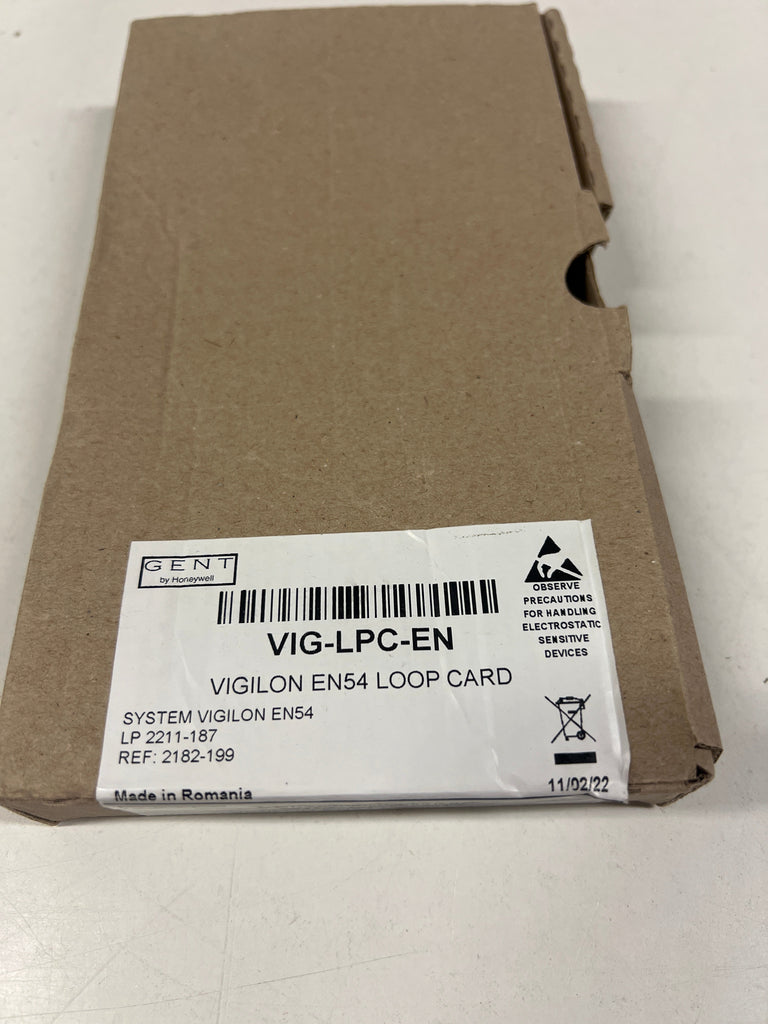 GENT
by Honeywell
VIG-LPC-EN
VIGILON EN54 LOOP CARD
SYSTEM VIGILON EN54
LP 2211-187
REF: 2182-199
Made in Romania
OBSERVE
PRECAUTIONS
FOR HANDLING
ELECTROSTATIC
SENSITIVE
DEVICES
11/02/22